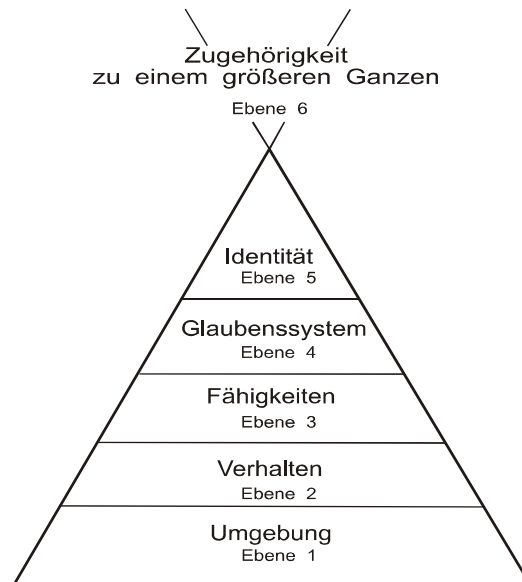 Zugehörigkeit
zu einem größeren Ganzen
Ebene 6
Identität
Ebene 5
Glaubenssystem
Ebene 4
Fähigkeiten
Ebene 3
Verhalten
Ebene 2
Umgebung
Ebene 1